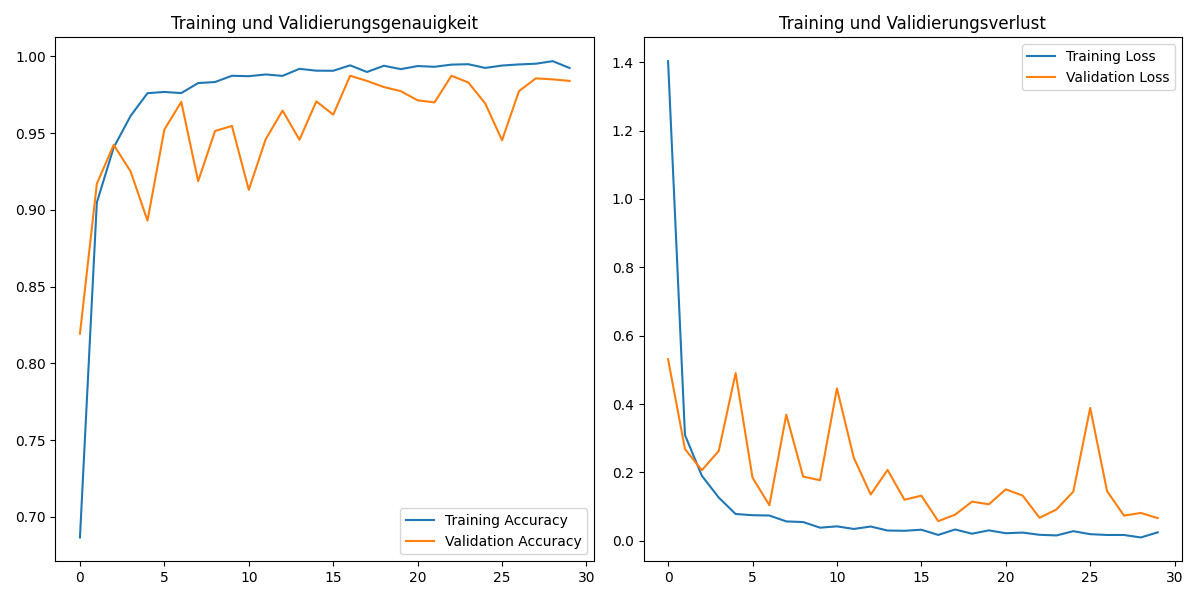 Training und Validierungsgenauigkeit
1.00
0.95
0.90
0.85
0.80
0.75
0.70
Training Accuracy
Validation Accuracy
0 5 10 15 20 25 30
Training und Validierungsverlust
Training Loss
Validation Loss
1.4
1.2
1.0
0.8
0.6
0.4
0.2
0.0
0 5 10 15 20 25 30